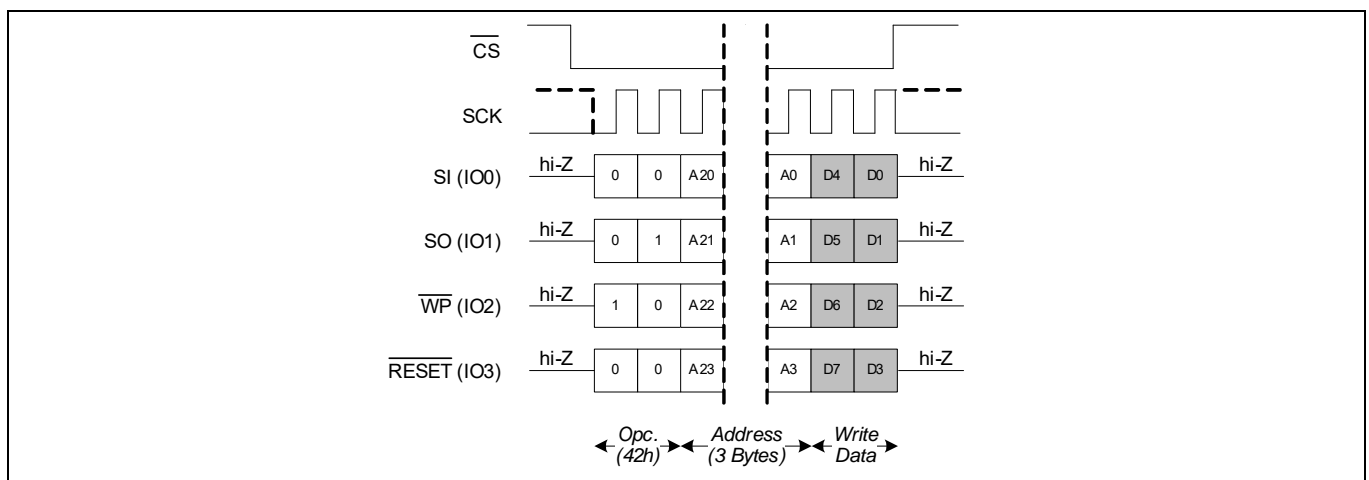 CS
SCK
SI (IO0) hi-Z 0 0 A20 A0 D4 D0 hi-Z
SO (IO1) hi-Z 0 1 A21 A1 D5 D1 hi-Z
WP (IO2) hi-Z 1 0 A22 A2 D6 D2 hi-Z
RESET (IO3) hi-Z 0 0 A23 A3 D7 D3 hi-Z
Opc. Address Write
(42h) (3 Bytes) Data